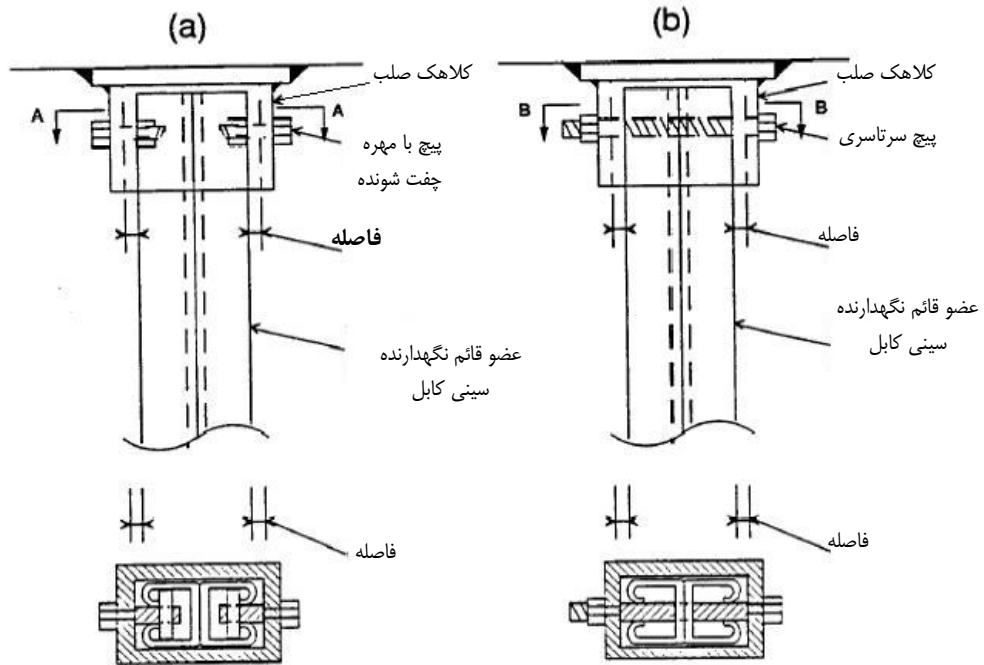 (a)
کلاهک صلب
A
A
پیچ با مهره
چفت شونده
فاصله
عضو قائم نگهدارنده
سینی کابل
فاصله
(b)
کلاهک صلب
B
B
پیچ سرتاسری
فاصله
عضو قائم نگهدارنده
سینی کابل
فاصله